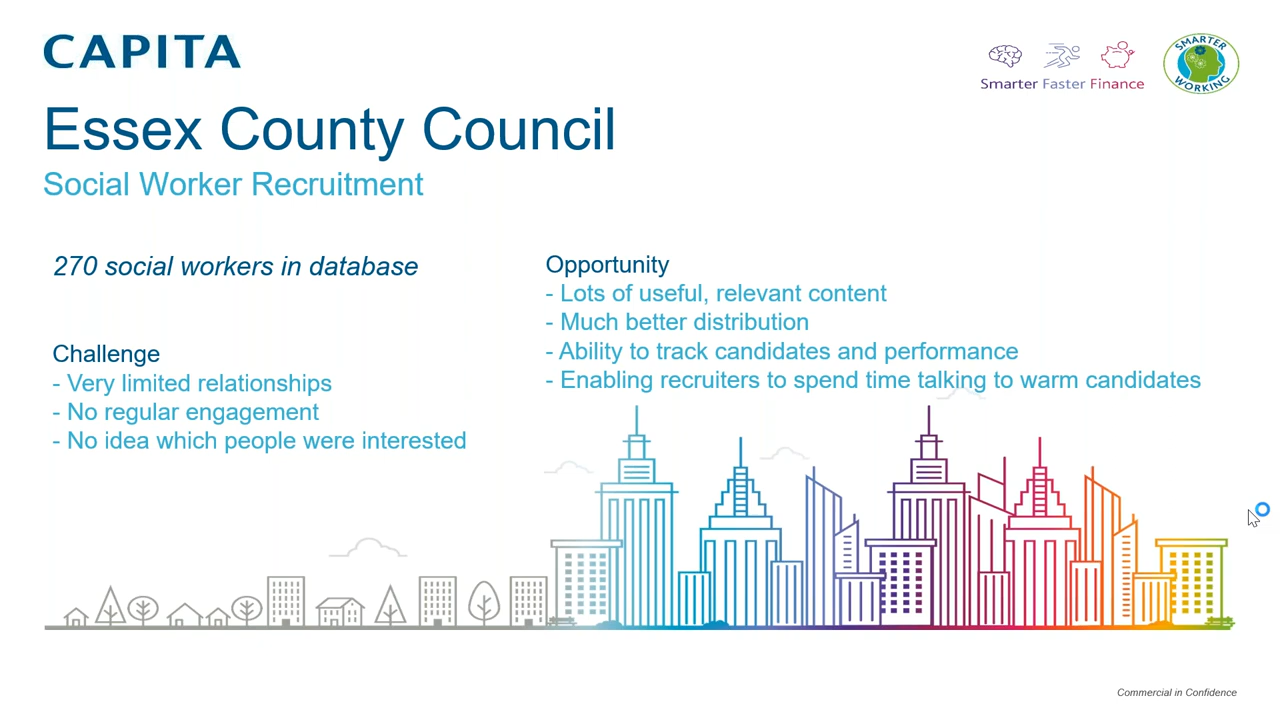 CAPITA
Smarter Faster Finance
SMARTER
WORKING
Essex County Council
Social Worker Recruitment
270 social workers in database
Challenge
- Very limited relationships
- No regular engagement
- No idea which people were interested
Opportunity
- Lots of useful, relevant content
- Much better distribution
- Ability to track candidates and performance
- Enabling recruiters to spend time talking to warm candidates
Commercial in Confidence